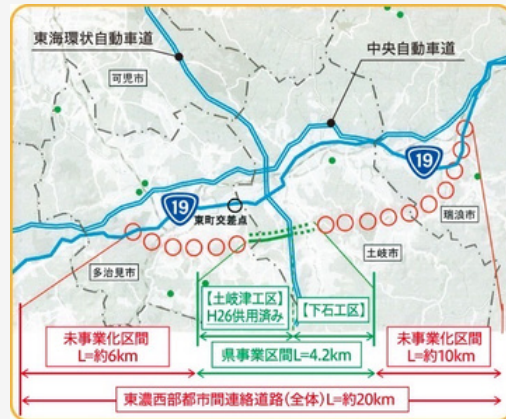 東海環状自動車道
中央自動車道
可児市
19
19
東町交差点
瑞浪市
多治見市
土岐市
【土岐津工区】
H26供用済み
【下石工区】
未事業化区間
L=約6km
県事業区間L=4.2km
未事業化区間
L=約10km
東濃西部都市間連絡道路(全体)L=約20km